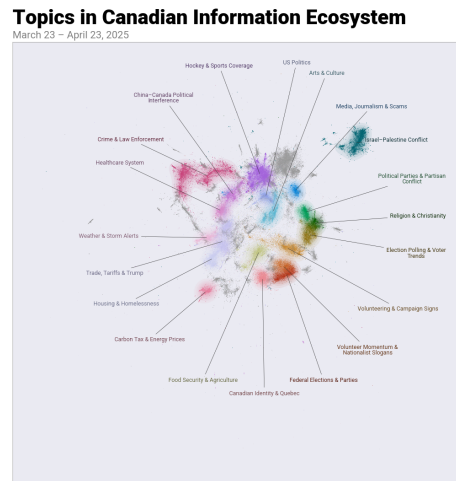 Topics in Canadian Information Ecosystem
March 23 – April 23, 2025
US Politics
Hockey & Sports Coverage
Arts & Culture
China–Canada Political
Interference
Media, Journalism & Scams
Crime & Law Enforcement
Israel–Palestine Conflict
Healthcare System
Political Parties & Partisan
Conflict
Religion & Christianity
Weather & Storm Alerts
Election Polling & Voter
Trends
Trade, Tariffs & Trump
Housing & Homelessness
Volunteering & Campaign Signs
Carbon Tax & Energy Prices
Volunteer Momentum &
Nationalist Slogans
Food Security & Agriculture
Federal Elections & Parties
Canadian Identity & Quebec